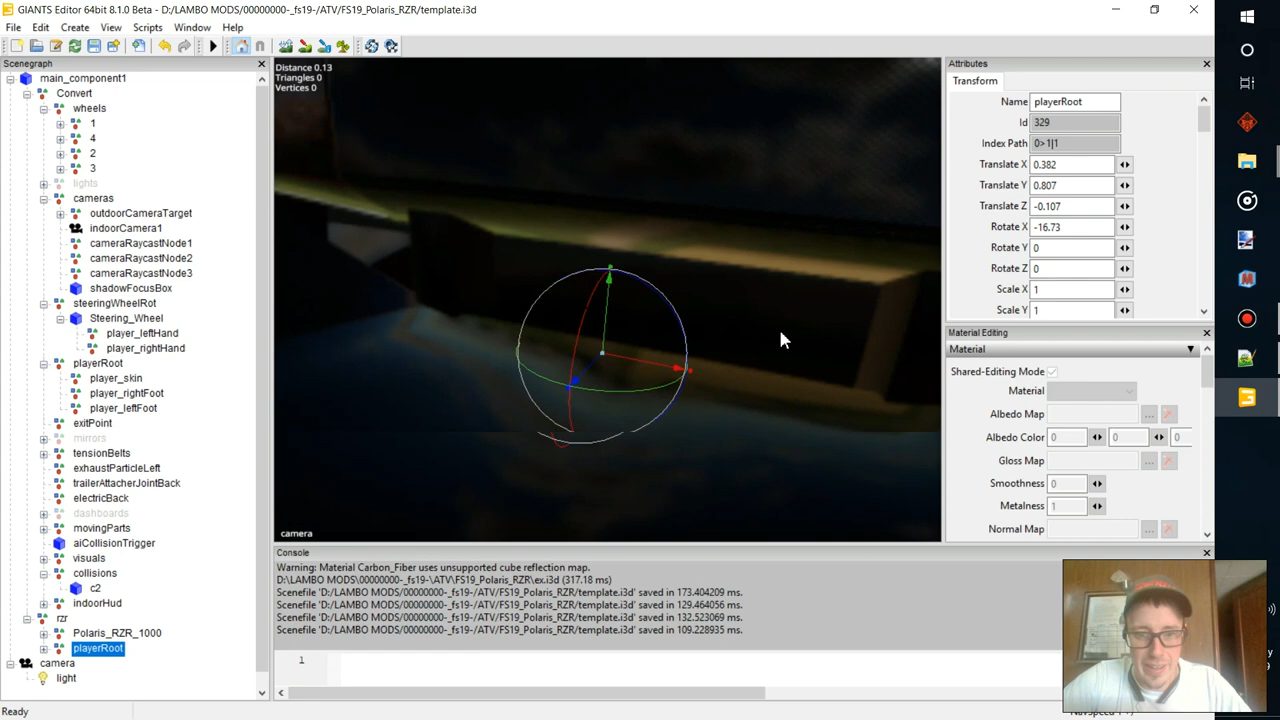 GIANTS Editor 64bit 8.1.0 Beta - D:/LAMBO MODS/00000000-_fs19-/ATV/FS19_Polaris_RZR/template.i3d
File Edit Create View Scripts Window Help
Scenegraph
main_component1
Convert
wheels
1
4
2
3
lights
cameras
outdoorCameraTarget
indoorCamera1
cameraRaycastNode1
cameraRaycastNode2
cameraRaycastNode3
shadowFocusBox
steeringWheelRot
Steering_Wheel
player_leftHand
player_rightHand
playerRoot
player_skin
player_rightFoot
player_leftFoot
exitPoint
mirrors
tensionBelts
exhaustParticleLeft
trailerAttacherJointBack
electricBack
dashboards
movingParts
aiCollisionTrigger
visuals
collisions
c2
indoorHud
rzr
Polaris_RZR_1000
playerRoot
camera
light
Ready
Distance 0.13
Triangles 0
Vertices 0
camera
Console
Warning: Material Carbon_Fiber uses unsupported cube reflection map.
D:\LAMBO MODS\00000000-_fs19-\ATV\FS19_Polaris_RZR\ex.i3d (317.18 ms)
Scenefile 'D:/LAMBO MODS/00000000-_fs19-/ATV/FS19_Polaris_RZR/template.i3d' saved in 173.404209 ms.
Scenefile 'D:/LAMBO MODS/00000000-_fs19-/ATV/FS19_Polaris_RZR/template.i3d' saved in 129.464056 ms.
Scenefile 'D:/LAMBO MODS/00000000-_fs19-/ATV/FS19_Polaris_RZR/template.i3d' saved in 132.523069 ms.
Scenefile 'D:/LAMBO MODS/00000000-_fs19-/ATV/FS19_Polaris_RZR/template.i3d' saved in 109.228935 ms.
1
Attributes
Transform
Name playerRoot
Id 329
Index Path 0>1|1
Translate X 0.382
Translate Y 0.807
Translate Z -0.107
Rotate X -16.73
Rotate Y 0
Rotate Z 0
Scale X 1
Scale Y 1
Material Editing
Material
Shared-Editing Mode
Material
Albedo Map ...
Albedo Color 0 0 0
Gloss Map ...
Smoothness 0
Metalness 1
Normal Map ...